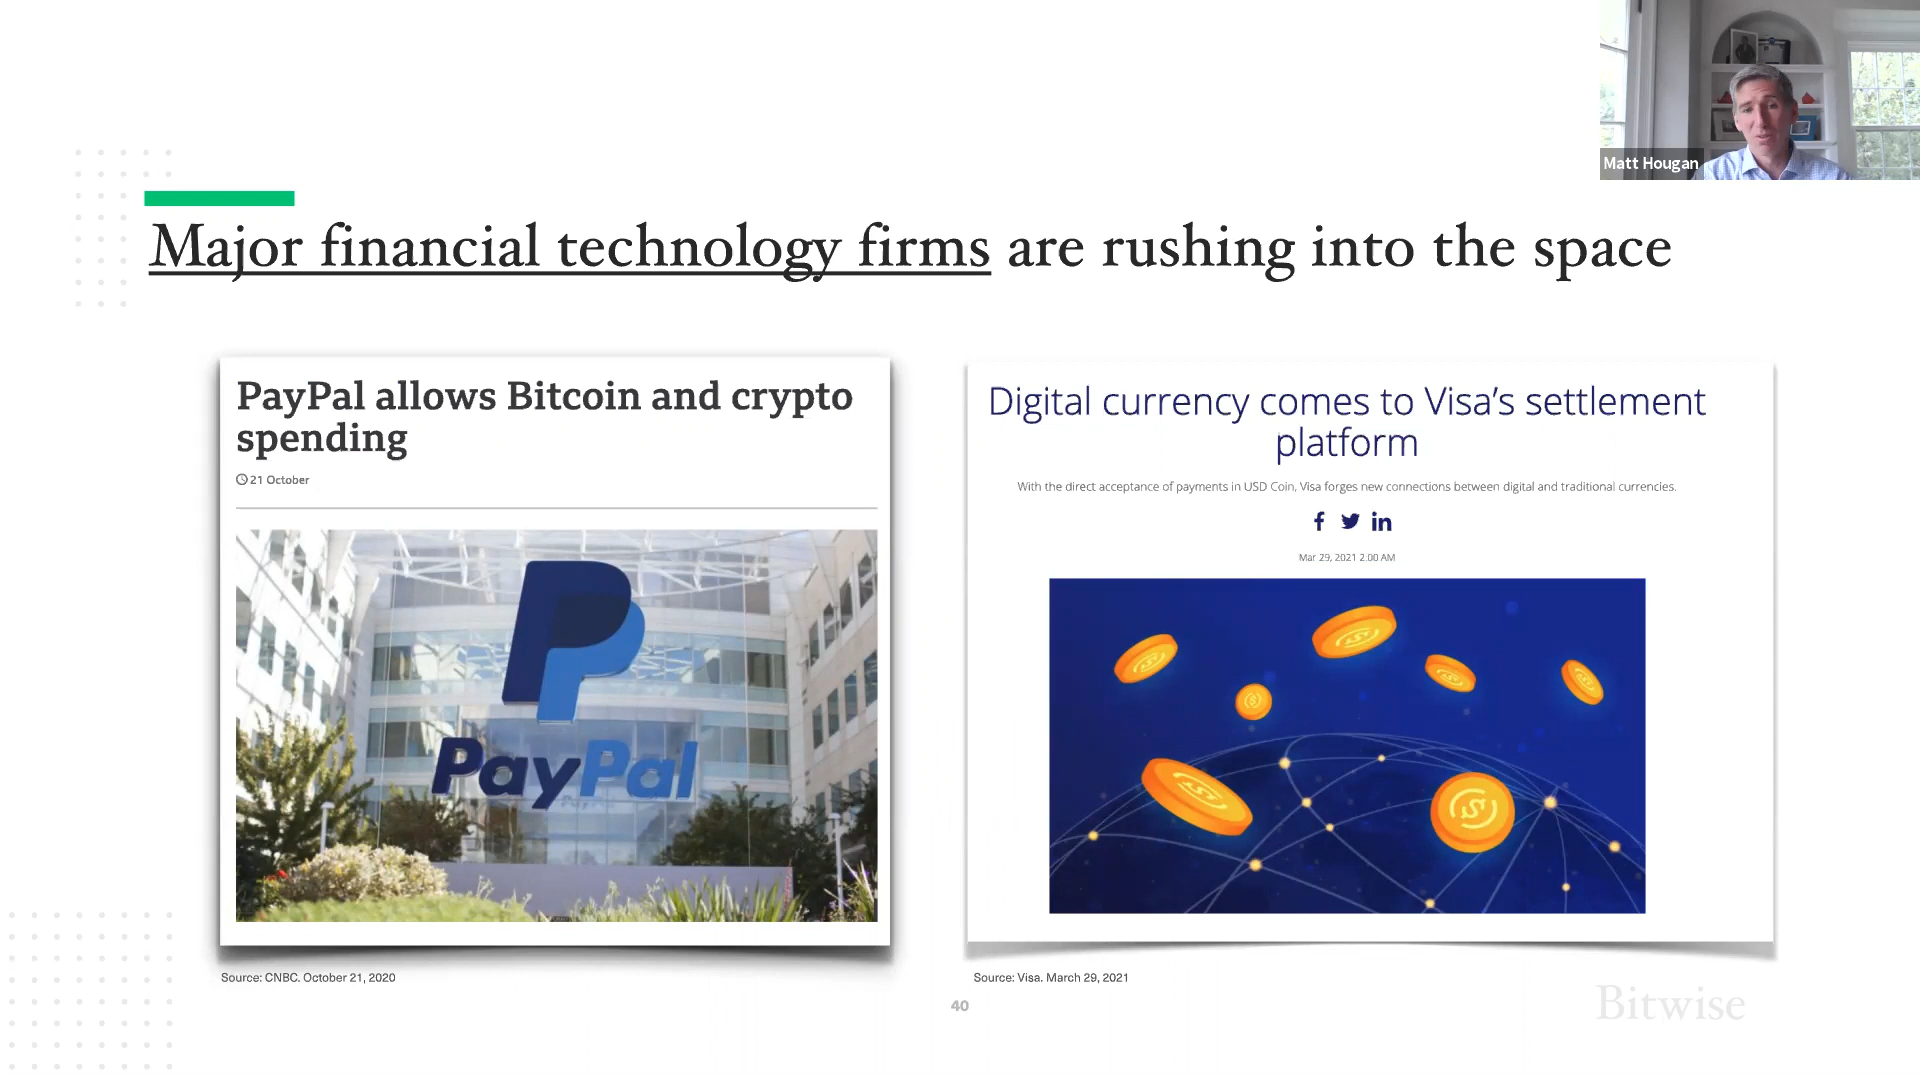 Matt Hougan
Major financial technology firms are rushing into the space
PayPal allows Bitcoin and crypto
spending
21 October
PayPal
Source: CNBC. October 21, 2020
Digital currency comes to Visa’s settlement
platform
With the direct acceptance of payments in USD Coin, Visa forges new connections between digital and traditional currencies.
Mar 29, 2021 2:00 AM
Source: Visa. March 29, 2021
40
Bitwise